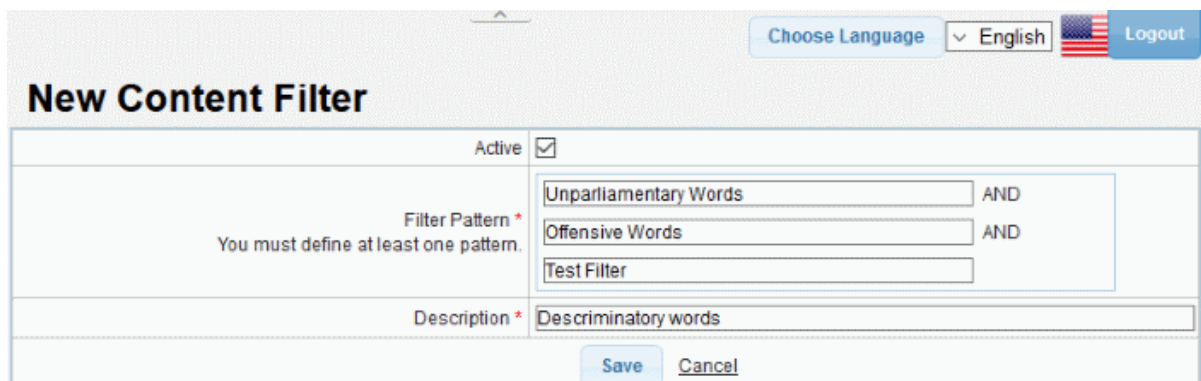 Choose Language English Logout
New Content Filter
Active
Filter Pattern *
You must define at least one pattern.
Unparliamentary Words AND
Offensive Words AND
Test Filter
Description * Descriminatory words
Save Cancel